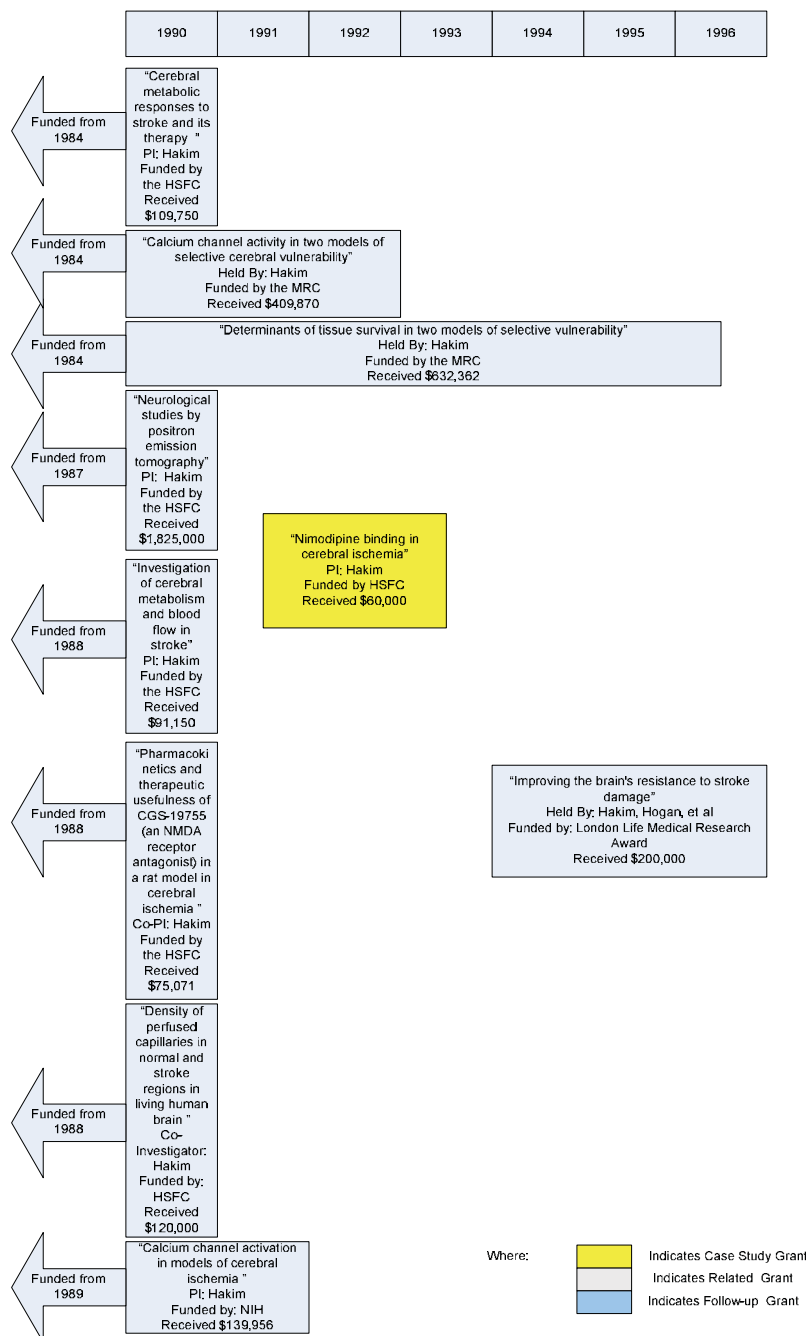 1990 1991 1992 1993 1994 1995 1996
Funded from
1984
“Cerebral
metabolic
responses to
stroke and its
therapy ”
PI: Hakim
Funded by
the HSFC
Received
$109,750
Funded from
1984
“Calcium channel activity in two models of
selective cerebral vulnerability”
Held By: Hakim
Funded by the MRC
Received $409,870
Funded from
1984
“Determinants of tissue survival in two models of selective vulnerability”
Held By: Hakim
Funded by the MRC
Received $632,362
Funded from
1987
“Neurological
studies by
positron
emission
tomography”
PI: Hakim
Funded by
the HSFC
Received
$1,825,000
“Nimodipine binding in
cerebral ischemia”
PI: Hakim
Funded by HSFC
Received $60,000
Funded from
1988
“Investigation
of cerebral
metabolism
and blood
flow in
stroke”
PI: Hakim
Funded by
the HSFC
Received
$91,150
Funded from
1988
“Pharmacoki
netics and
therapeutic
usefulness of
CGS-19755
(an NMDA
receptor
antagonist) in
a rat model in
cerebral
ischemia ”
Co-PI: Hakim
Funded by
the HSFC
Received
$75,071
“Improving the brain's resistance to stroke
damage”
Held By: Hakim, Hogan, et al
Funded by: London Life Medical Research
Award
Received $200,000
Funded from
1988
“Density of
perfused
capillaries in
normal and
stroke
regions in
living human
brain ”
Co-
Investigator:
Hakim
Funded by:
HSFC
Received
$120,000
Funded from
1989
“Calcium channel activation
in models of cerebral
ischemia ”
PI: Hakim
Funded by: NIH
Received $139,956
Where:
Indicates Case Study Grant
Indicates Related Grant
Indicates Follow-up Grant